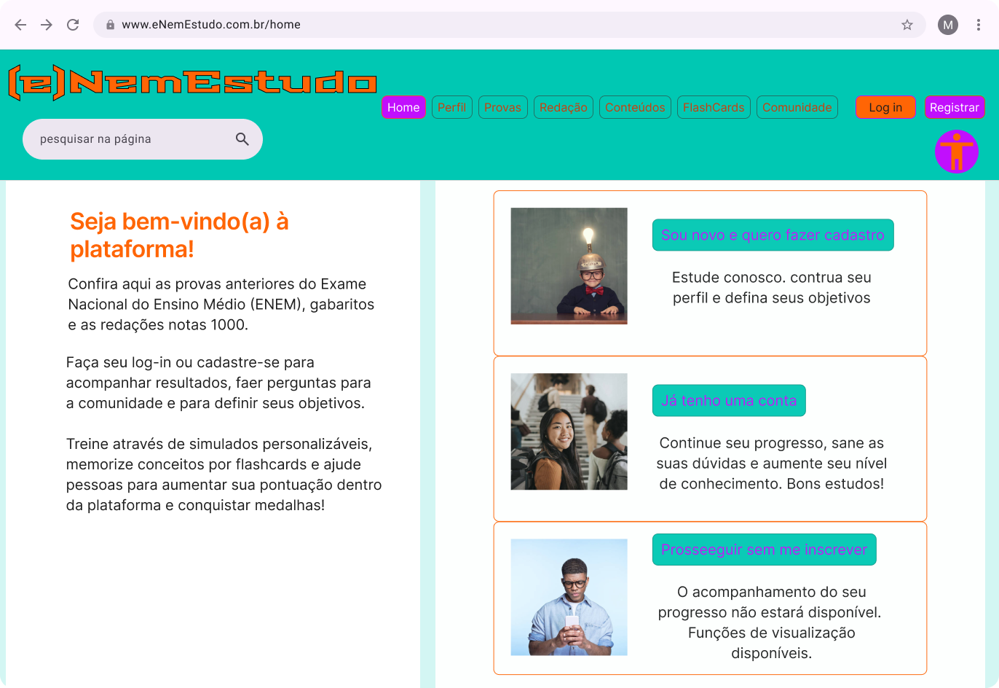 www.eNemEstudo.com.br/home
M
(e)NemEstudo
Home
Perfil
Provas
Redação
Conteúdos
FlashCards
Comunidade
Log in
Registrar
pesquisar na página
Seja bem-vindo(a) à
plataforma!
Confira aqui as provas anteriores do Exame
Nacional do Ensino Médio (ENEM), gabaritos
e as redações notas 1000.
Faça seu log-in ou cadastre-se para
acompanhar resultados, faer perguntas para
a comunidade e para definir seus objetivos.
Treine através de simulados personalizáveis,
memorize conceitos por flashcards e ajude
pessoas para aumentar sua pontuação dentro
da plataforma e conquistar medalhas!
Sou novo e quero fazer cadastro
Estude conosco. contrua seu
perfil e defina seus objetivos
Já tenho uma conta
Continue seu progresso, sane as
suas dúvidas e aumente seu nível
de conhecimento. Bons estudos!
Prosseeguir sem me inscrever
O acompanhamento do seu
progresso não estará disponível.
Funções de visualização
disponíveis.